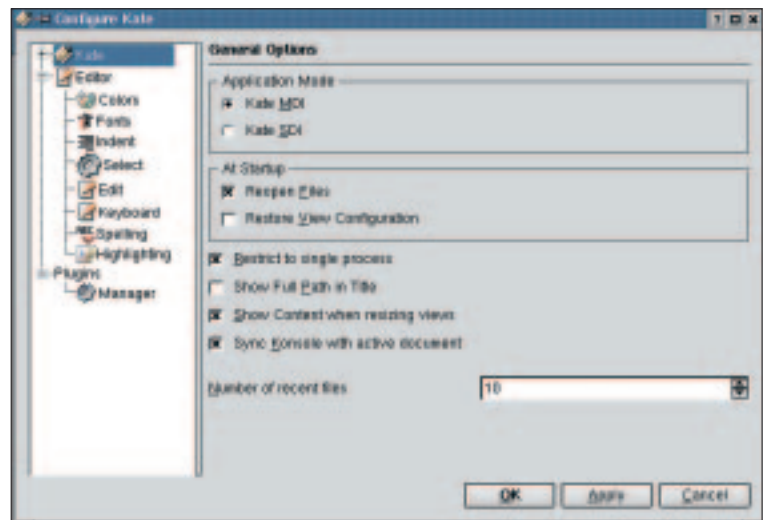 Configure Kate
Kate
Editor
Colors
Fonts
Indent
Select
Edit
Keyboard
Spelling
Highlighting
Plugins
Manager
General Options
Application Mode
Kate MDI
Kate SDI
At Startup
Reopen Files
Restore View Configuration
Restrict to single process
Show Full Path in Title
Show Content when resizing views
Sync Konsole with active document
Number of recent files
10
OK
Apply
Cancel